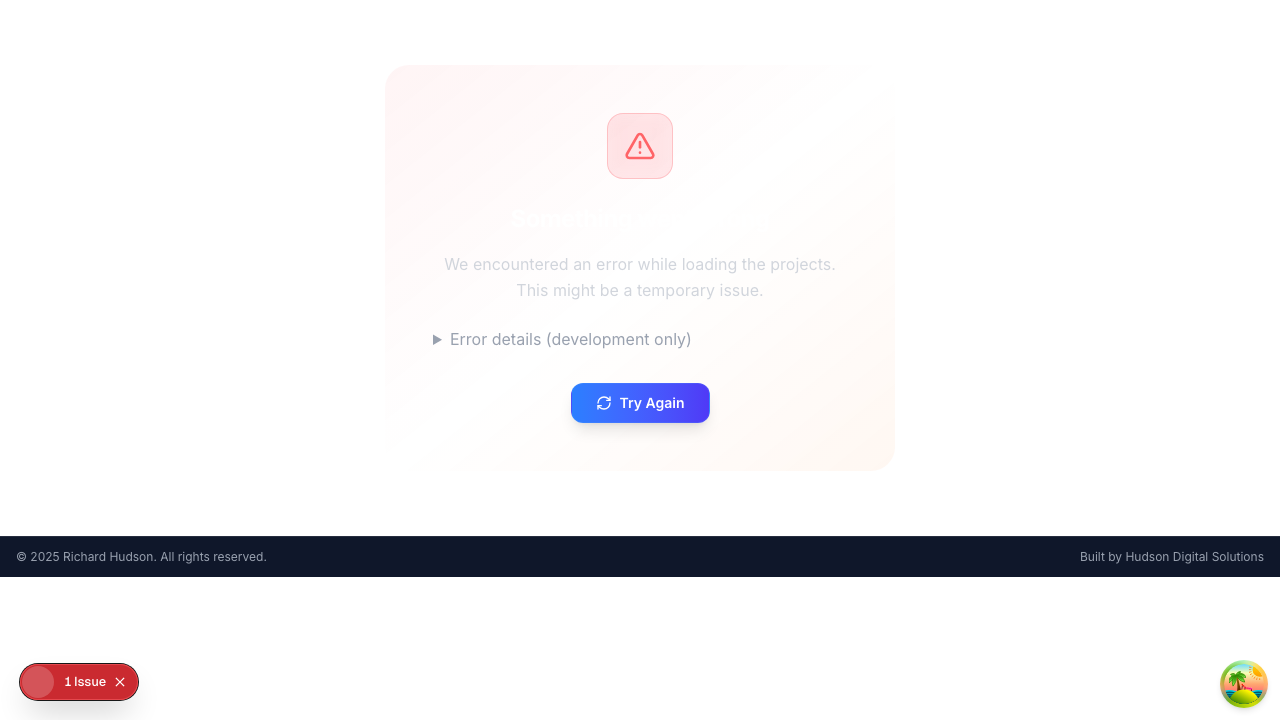 We encountered an error while loading the projects.
This might be a temporary issue.
Error details (development only)
Try Again
© 2025 Richard Hudson. All rights reserved.
Built by Hudson Digital Solutions
1 Issue